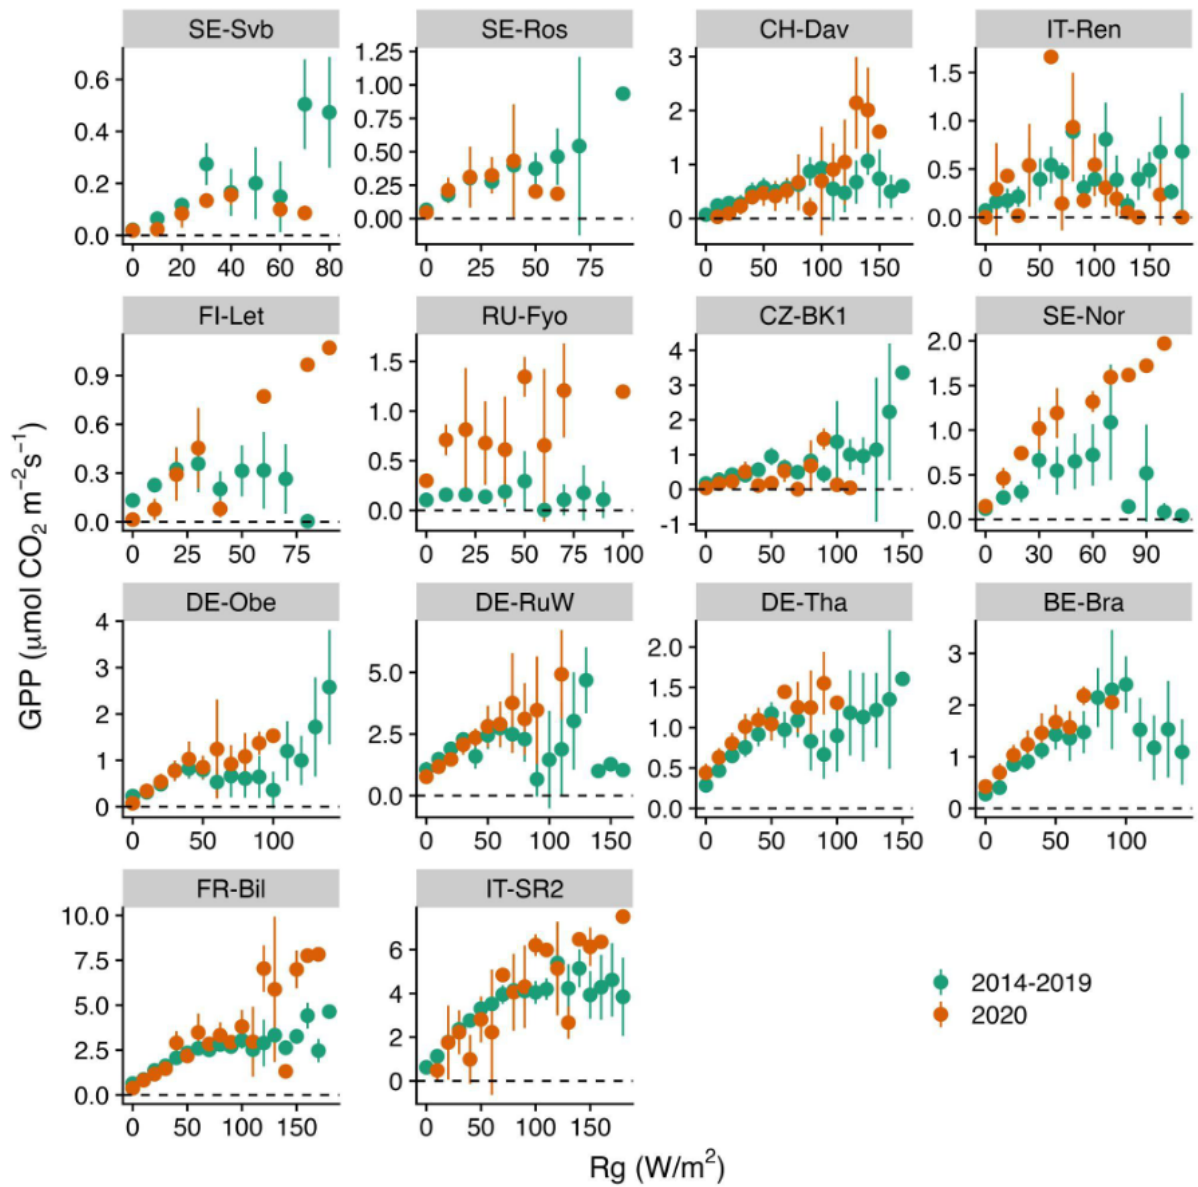 SE-Svb SE-Ros CH-Dav IT-Ren
0.6 0.4 0.2 0.0
1.25 1.00 0.75 0.50 0.25 0.00
3 2 1 0
1.5 1.0 0.5 0.0
0 20 40 60 80 0 25 50 75 0 50 100 150 0 50 100 150
FI-Let RU-Fyo CZ-BK1 SE-Nor
0.9 0.6 0.3 0.0
1.5 1.0 0.5 0.0
4 3 2 1 0 -1
2.0 1.5 1.0 0.5 0.0
0 25 50 75 0 25 50 75 100 0 50 100 150 0 30 60 90
DE-Obe DE-RuW DE-Tha BE-Bra
4 3 2 1 0
5.0 2.5 0.0
2.0 1.5 1.0 0.5 0.0
3 2 1 0
0 50 100 0 50 100 150 0 50 100 150 0 50 100
FR-Bil IT-SR2
10.0 7.5 5.0 2.5 0.0
6 4 2 0
0 50 100 150 0 50 100 150
2014-2019
2020
GPP (μmol CO₂ m⁻²s⁻¹)
Rg (W/m²)